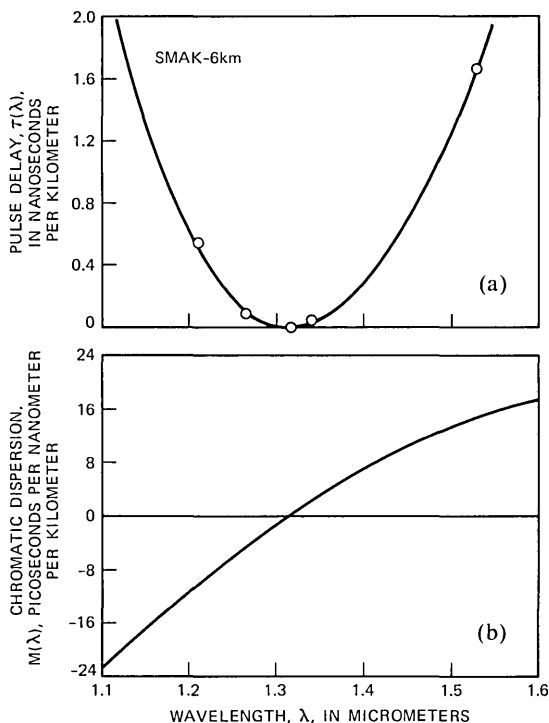 2.0
SMAK-6km
1.6
1.2
0.8
0.4
0
PULSE DELAY, τ(λ),
IN NANOSECONDS
PER KILOMETER
(a)
24
16
8
0
-8
-16
-24
CHROMATIC DISPERSION,
M(λ), PICOSECONDS PER NANOMETER
PER KILOMETER
(b)
1.1 1.2 1.3 1.4 1.5 1.6
WAVELENGTH, λ, IN MICROMETERS